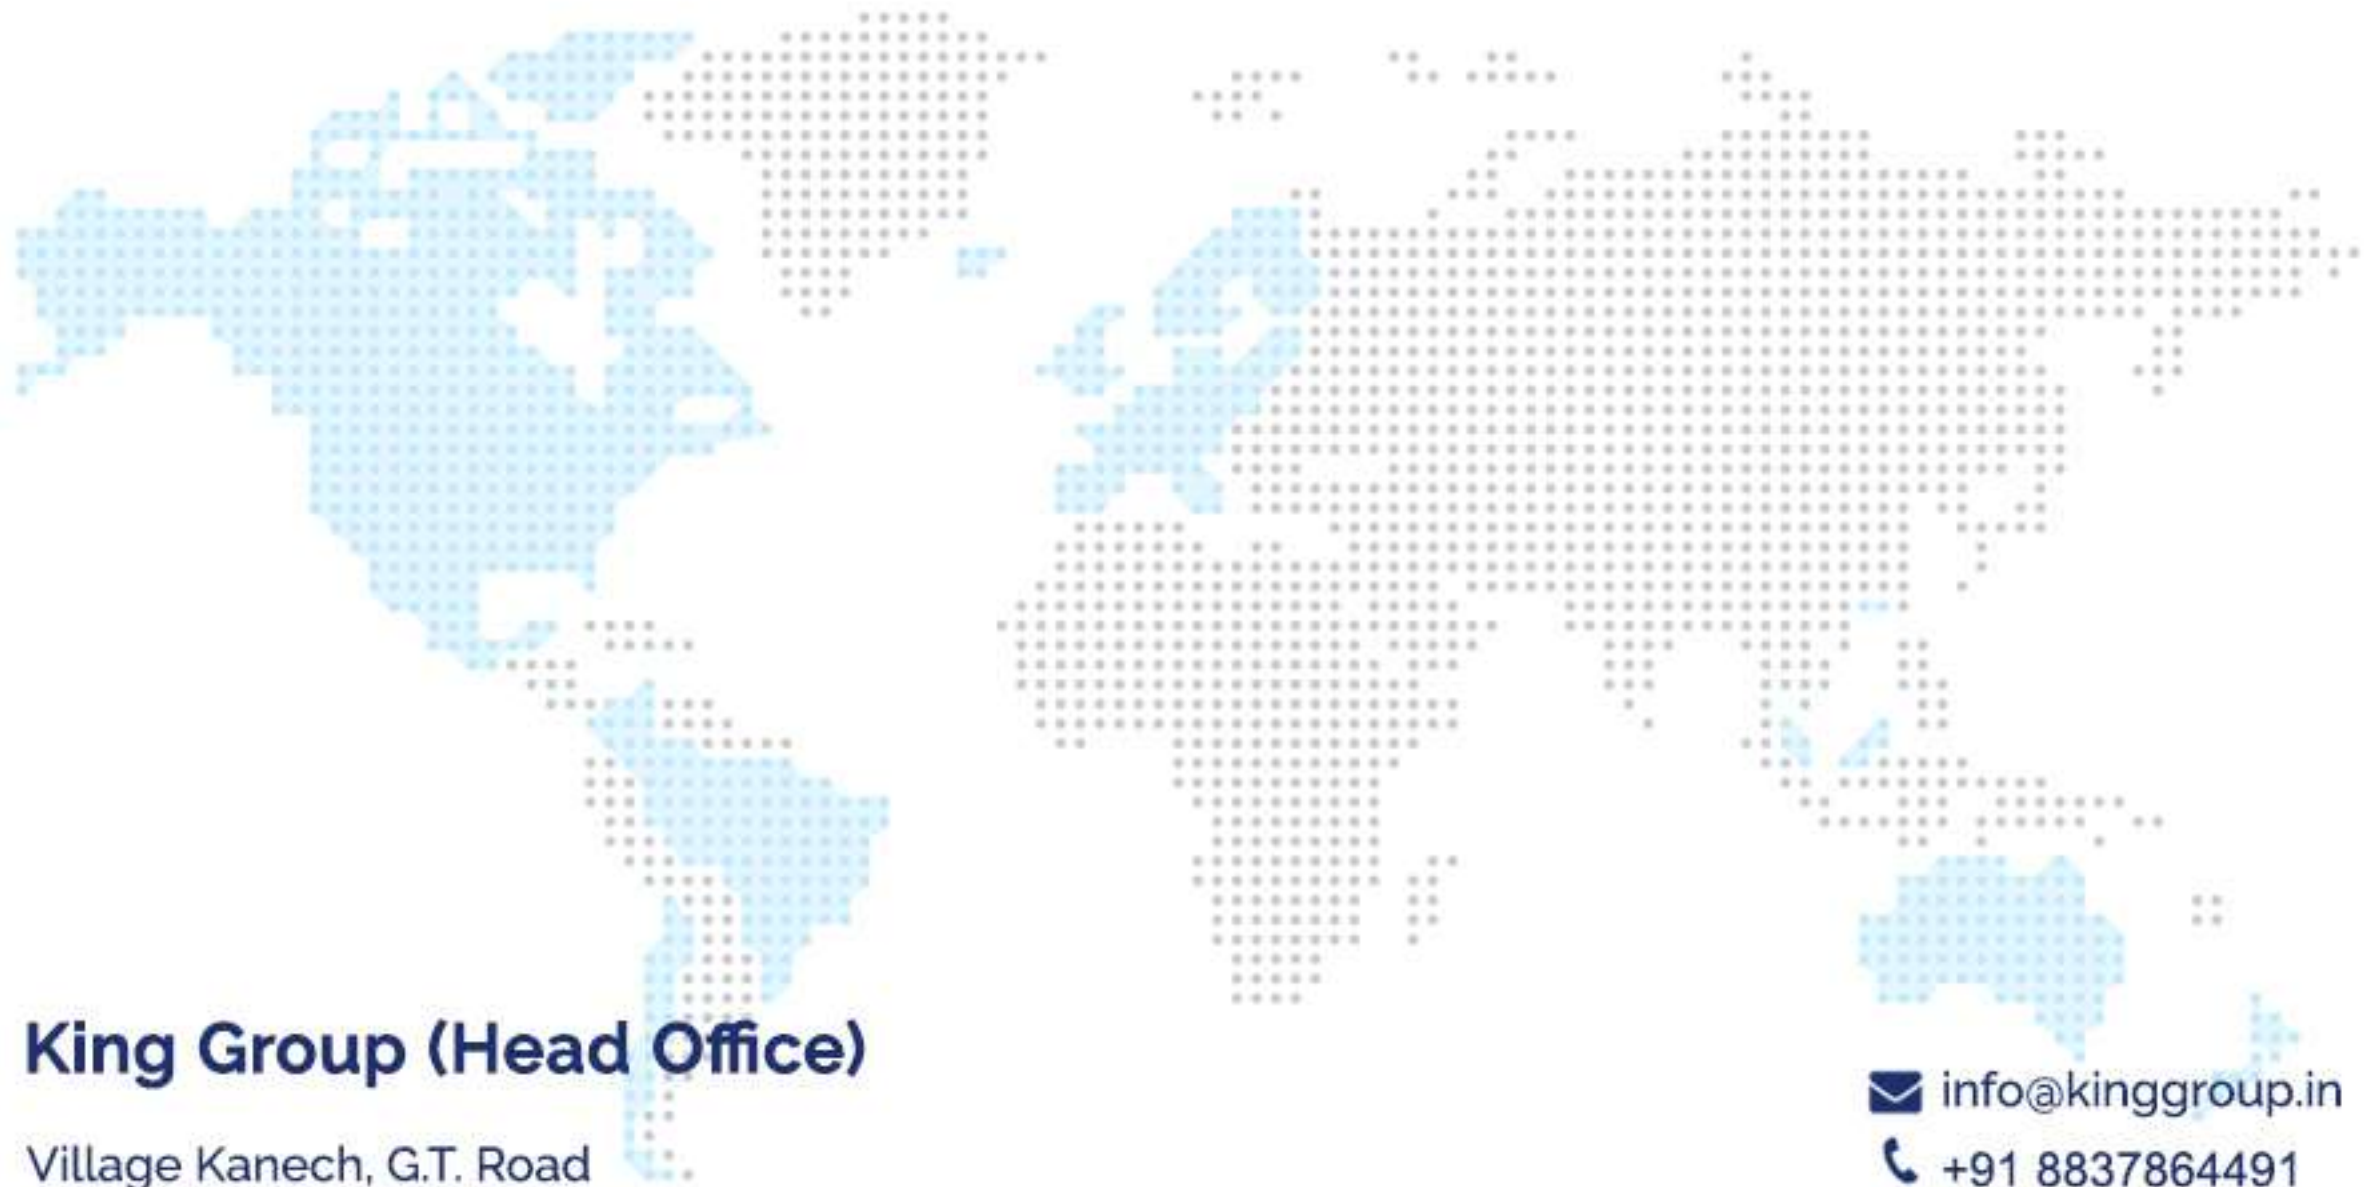 King Group (Head Office)
Village Kanech, G.T. Road
info@kinggroup.in
+91 8837864491